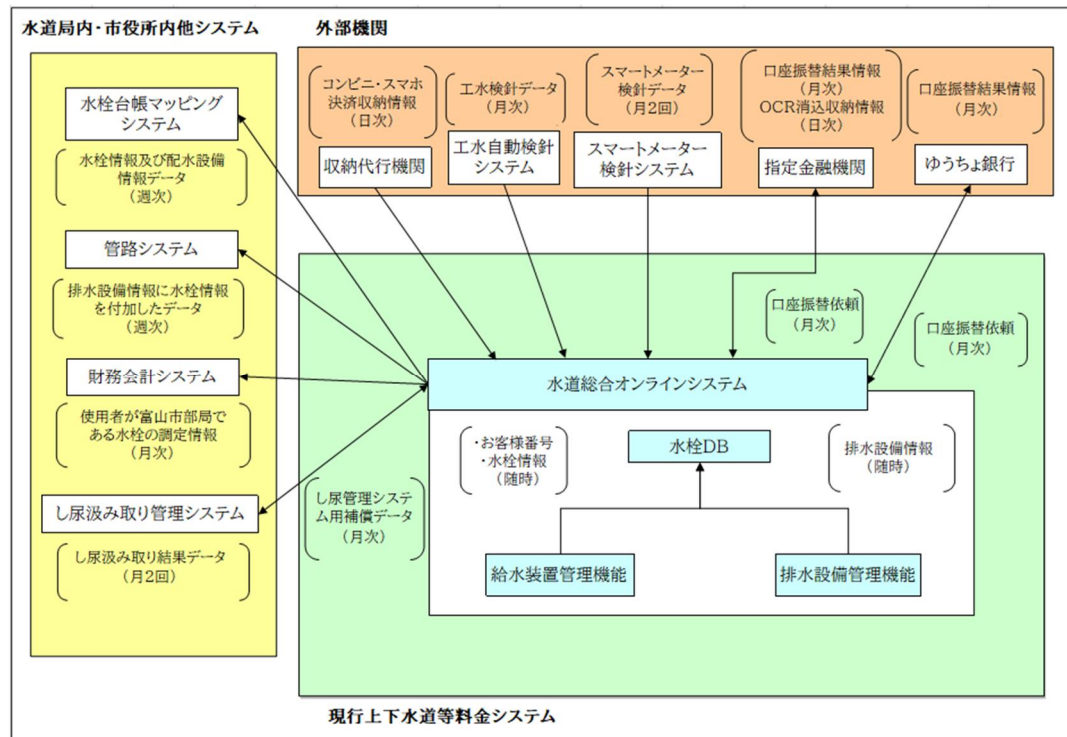 水道局内・市役所内他システム
外部機関
水栓台帳マッピング
システム
水栓情報及び配水設備
情報データ
(週次)
管路システム
排水設備情報に水栓情報
を付加したデータ
(週次)
財務会計システム
使用者が富山市部局で
ある水栓の調定情報
(月次)
し尿汲み取り管理システム
し尿汲み取り結果データ
(月2回)
コンビニ・スマホ
決済収納情報
(日次)
収納代行機関
工水検針データ
(月次)
工水自動検針
システム
スマートメーター
検針データ
(月2回)
スマートメーター
検針システム
口座振替結果情報
(月次)
OCR消込収納情報
(日次)
指定金融機関
口座振替結果情報
(月次)
ゆうちょ銀行
口座振替依頼
(月次)
口座振替依頼
(月次)
水道総合オンラインシステム
・お客様番号
・水栓情報
(随時)
水栓DB
排水設備情報
(随時)
し尿管理システ
ム用補償データ
(月次)
給水装置管理機能
排水設備管理機能
現行上下水道等料金システム